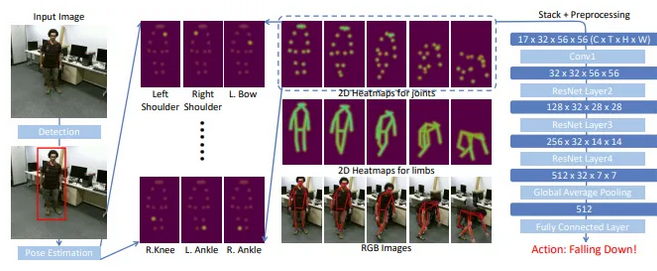 Input Image
Detection
Pose Estimation
Left Shoulder
Right Shoulder
L. Bow
R.Knee
L. Ankle
R. Ankle
2D Heatmaps for joints
2D Heatmaps for limbs
RGB Images
Stack + Preprocessing
17 x 32 x 56 x 56 (C x T x H x W)
Conv1
32 x 32 x 56 x 56
ResNet Layer2
128 x 32 x 28 x 28
ResNet Layer3
256 x 32 x 14 x 14
ResNet Layer4
512 x 32 x 7 x 7
Global Average Pooling
512
Fully Connected Layer
Action: Falling Down!